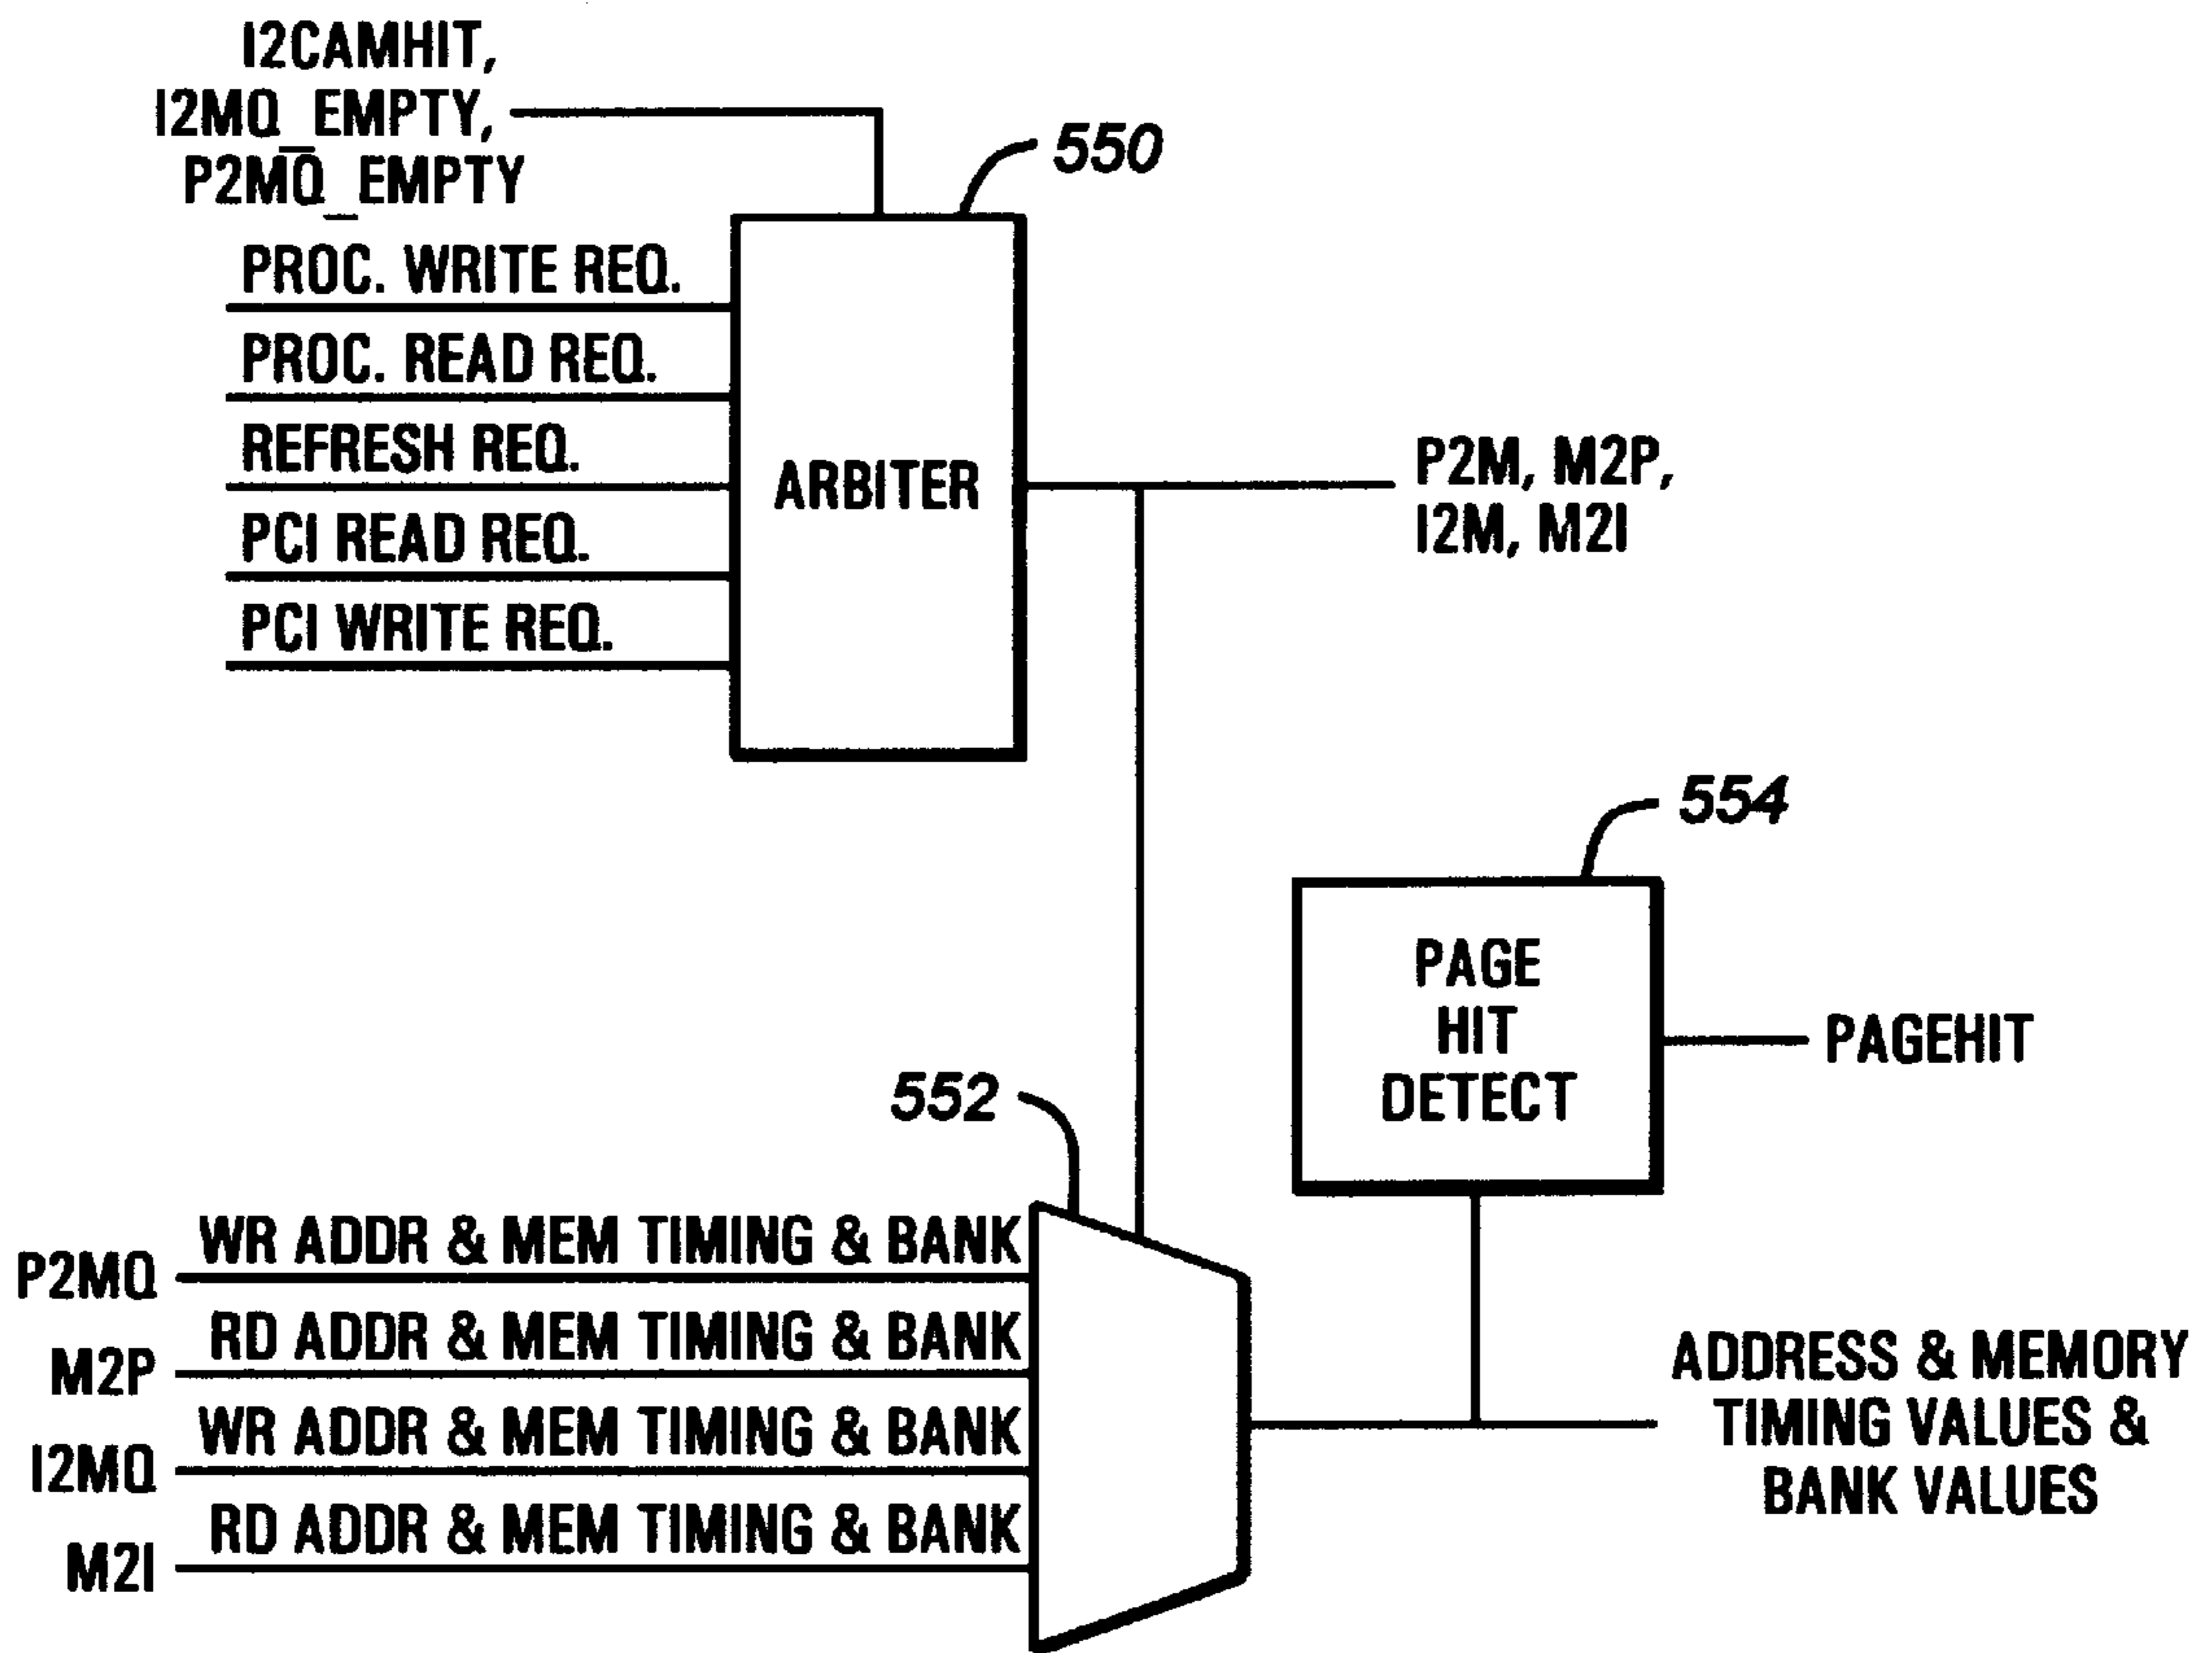 I2CAMHIT,
I2MQ_EMPTY,
P2MQ_EMPTY
550
PROC. WRITE REQ.
PROC. READ REQ.
REFRESH REQ.
PCI READ REQ.
PCI WRITE REQ.
ARBITER
P2M, M2P,
I2M, M2I
554
PAGE
HIT
DETECT
PAGEHIT
552
P2MQ
WR ADDR & MEM TIMING & BANK
M2P
RD ADDR & MEM TIMING & BANK
I2MQ
WR ADDR & MEM TIMING & BANK
M2I
RD ADDR & MEM TIMING & BANK
ADDRESS & MEMORY
TIMING VALUES &
BANK VALUES